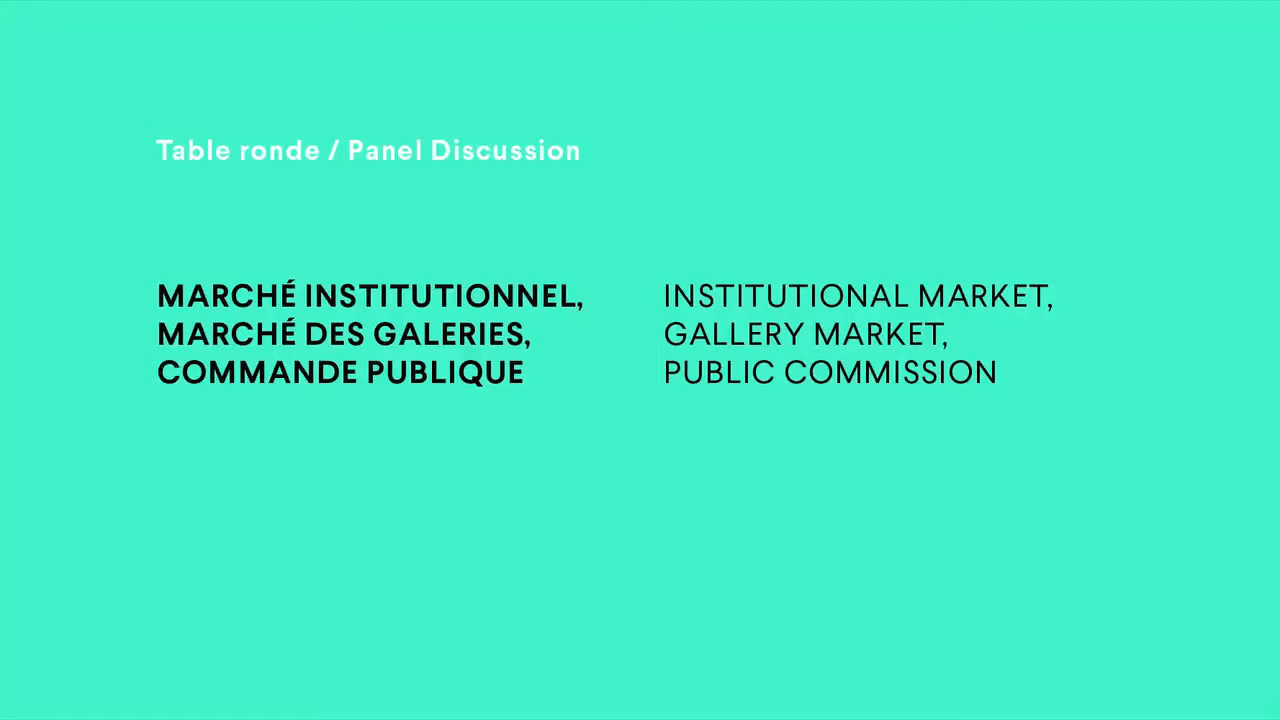 Table ronde / Panel Discussion
MARCHÉ INSTITUTIONNEL,
MARCHÉ DES GALERIES,
COMMANDE PUBLIQUE
INSTITUTIONAL MARKET,
GALLERY MARKET,
PUBLIC COMMISSION